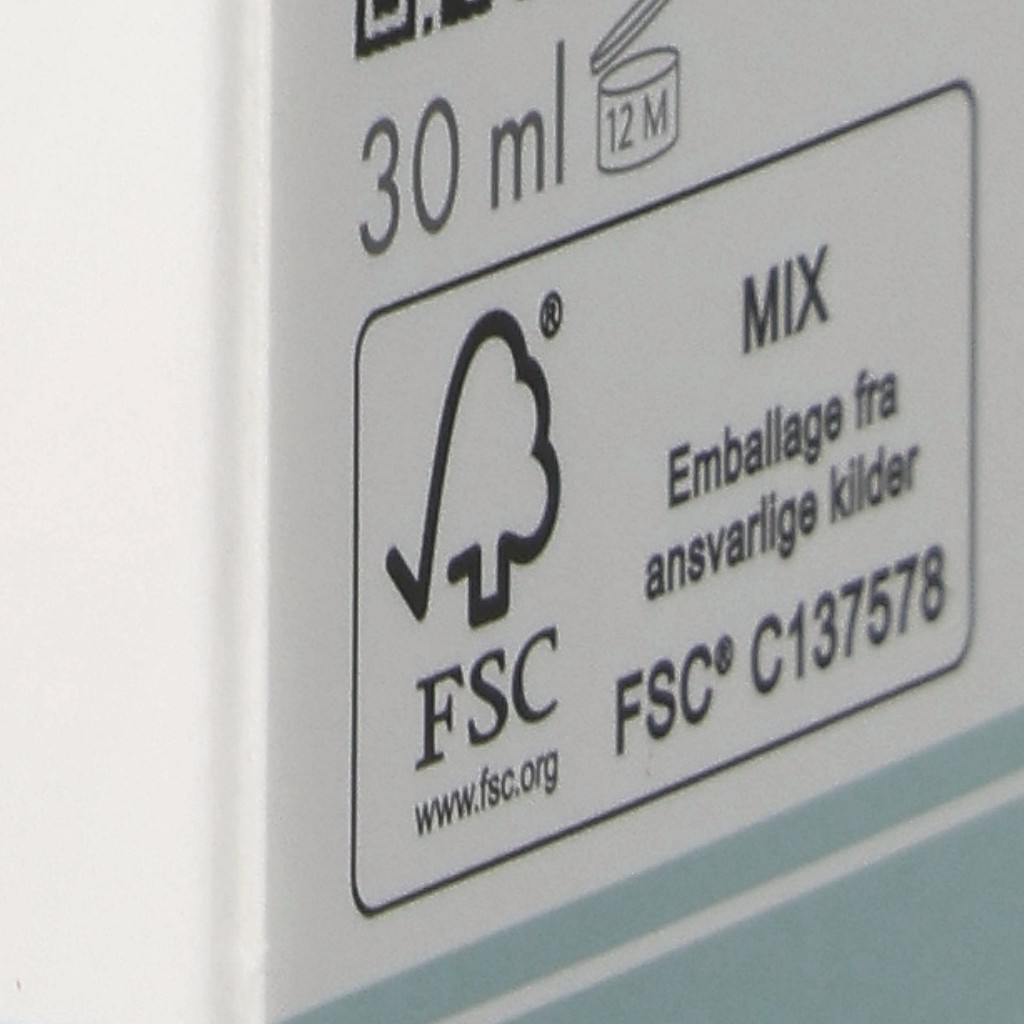 30 ml
12 M
®
MIX
Emballage fra
ansvarlige kilder
FSC® C137578
FSC
www.fsc.org